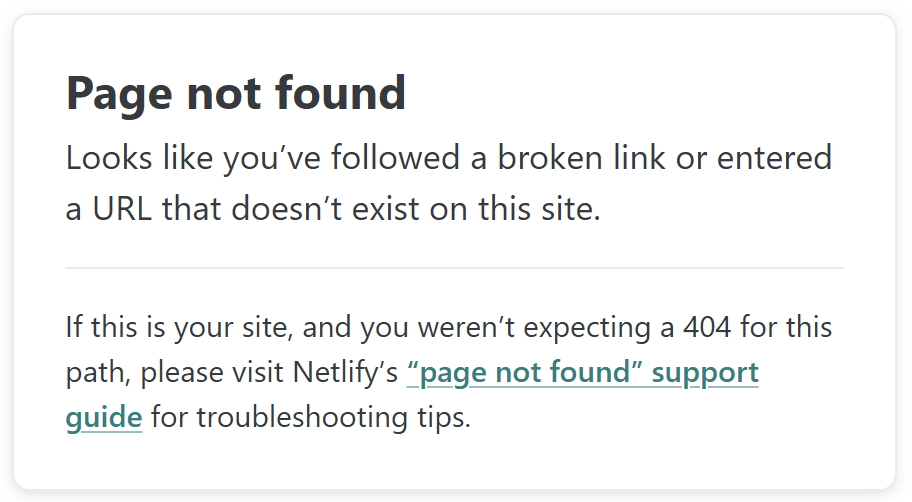 Page not found
Looks like you’ve followed a broken link or entered
a URL that doesn’t exist on this site.
If this is your site, and you weren’t expecting a 404 for this
path, please visit Netlify’s “page not found” support
guide for troubleshooting tips.